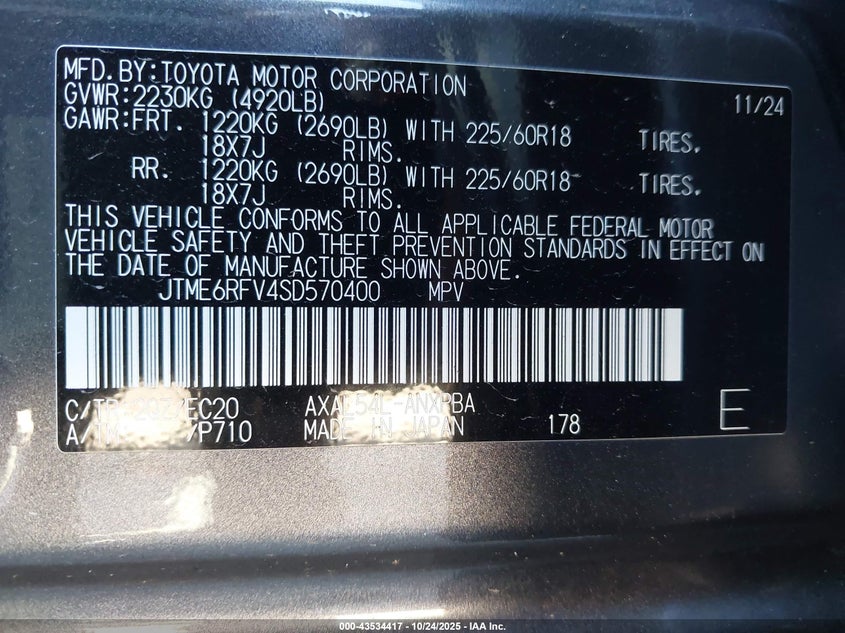 MFD.BY:TOYOTA MOTOR CORPORATION 11/24
GVWR:2230KG (4920LB)
GAWR:FRT. 1220KG (2690LB) WITH 225/60R18 TIRES.
18X7J RIMS.
RR. 1220KG (2690LB) WITH 225/60R18 TIRES.
18X7J RIMS.
THIS VEHICLE CONFORMS TO ALL APPLICABLE FEDERAL MOTOR
VEHICLE SAFETY AND THEFT PREVENTION STANDARDS IN EFFECT ON
THE DATE OF MANUFACTURE SHOWN ABOVE.
JTME6RFV4SD570400 MPV
EC20
P710 MADE IN JAPAN 178
E
000-43534417 - 10/24/2025 - IAA Inc.